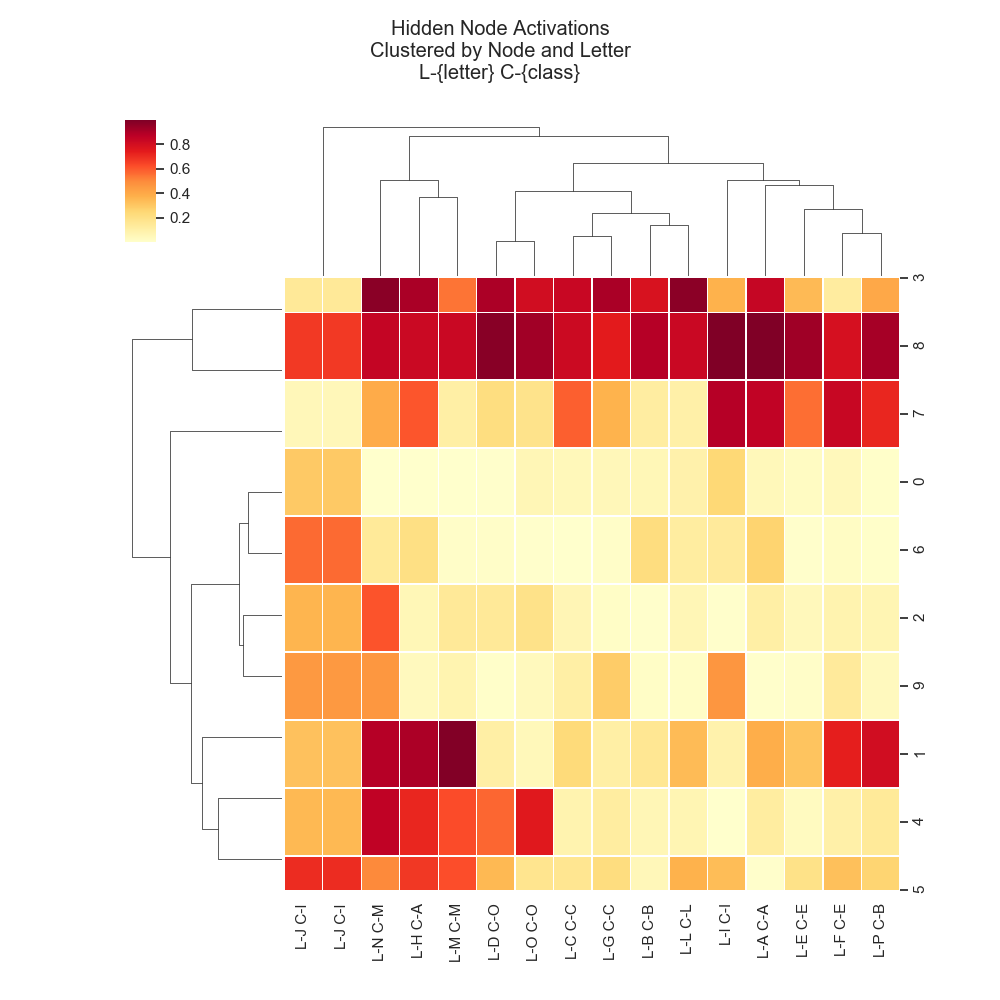 Hidden Node Activations
Clustered by Node and Letter
L-{letter} C-{class}
0.8
0.6
0.4
0.2
3
8
7
0
6
2
9
1
4
5
L-J C-I
L-J C-I
L-N C-M
L-H C-A
L-M C-M
L-D C-O
L-O C-O
L-C C-C
L-G C-C
L-B C-B
L-L C-L
L-I C-I
L-A C-A
L-E C-E
L-F C-E
L-P C-B